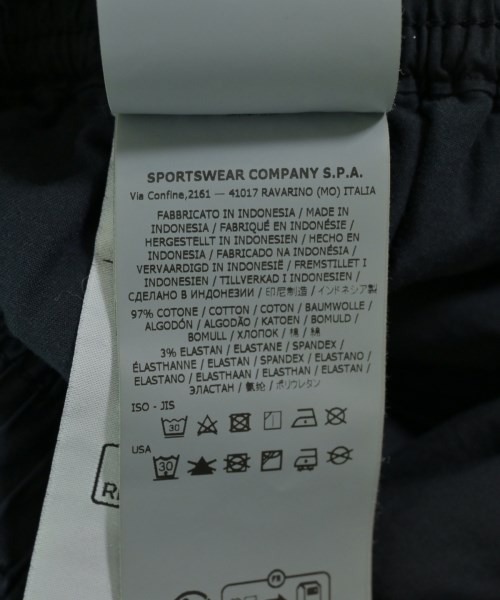 SPORTSWEAR COMPANY S.P.A.
Via Confine,2161 — 41017 RAVARINO (MO) ITALIA
FABBRICATO IN INDONESIA / MADE IN
INDONESIA / FABRIQUÉ EN INDONÉSIE /
HERGESTELLT IN INDONESIEN / HECHO EN
INDONESIA / FABRICADO NA INDONÉSIA /
VERVAARDIGD IN INDONESIË / FREMSTILLET I
INDONESIEN / TILLVERKAD I INDONESIEN /
СДЕЛАНО В ИНДОНЕЗИИ / 印尼制造 / インドネシア製
97% COTONE / COTTON / COTON / BAUMWOLLE /
ALGODÓN / ALGODÃO / KATOEN / BOMULD /
BOMULL / ХЛОПОК / 棉 / 綿
3% ELASTAN / ELASTANE / SPANDEX /
ÉLASTHANNE / ELASTAN / SPANDEX / ELASTANO /
ELASTANO / ELASTHAAN / ELASTHAN / ELASTAN /
ЭЛАСТАН / 氨纶 / ポリウレタン
ISO - JIS
30
USA
30
R
FR